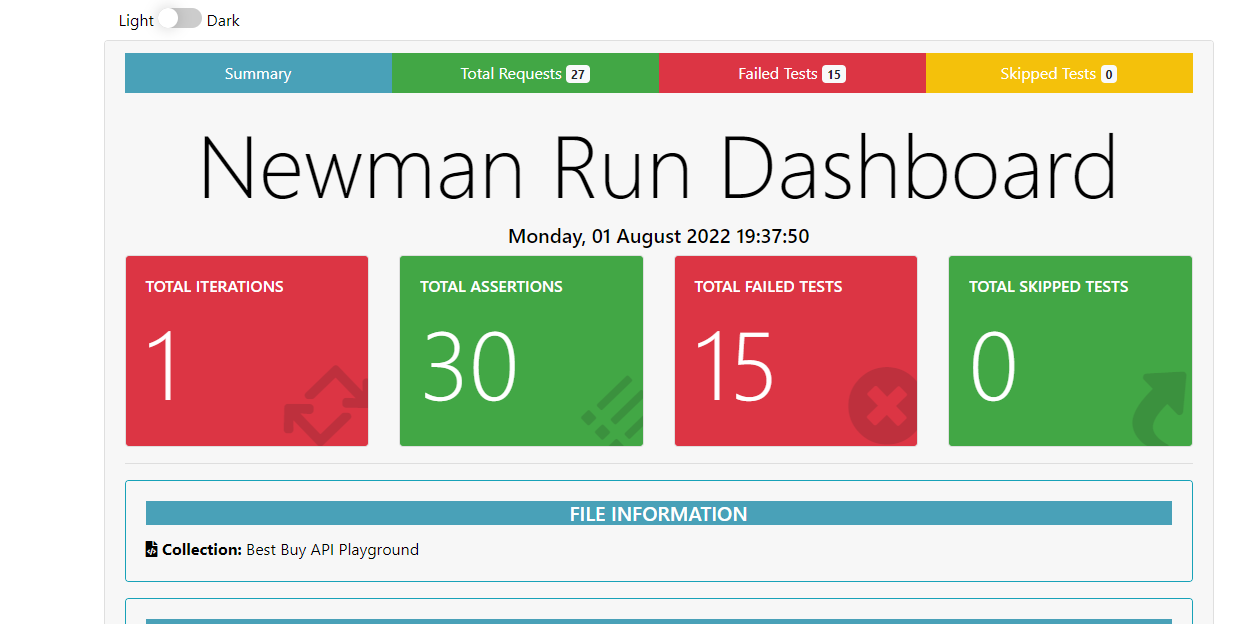 Light Dark
Summary Total Requests 27 Failed Tests 15 Skipped Tests 0
Newman Run Dashboard
Monday, 01 August 2022 19:37:50
TOTAL ITERATIONS TOTAL ASSERTIONS TOTAL FAILED TESTS TOTAL SKIPPED TESTS
1 30 15 0
FILE INFORMATION
Collection: Best Buy API Playground